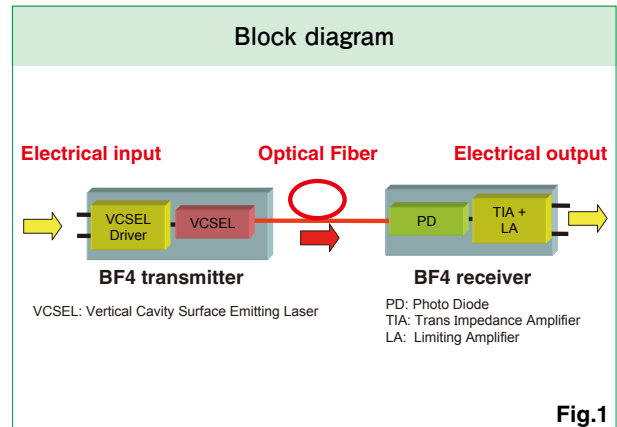 Block diagram
Electrical input
Optical Fiber
Electrical output
VCSEL
Driver
VCSEL
PD
TIA +
LA
BF4 transmitter
BF4 receiver
VCSEL: Vertical Cavity Surface Emitting Laser
PD: Photo Diode
TIA: Trans Impedance Amplifier
LA: Limiting Amplifier
Fig.1